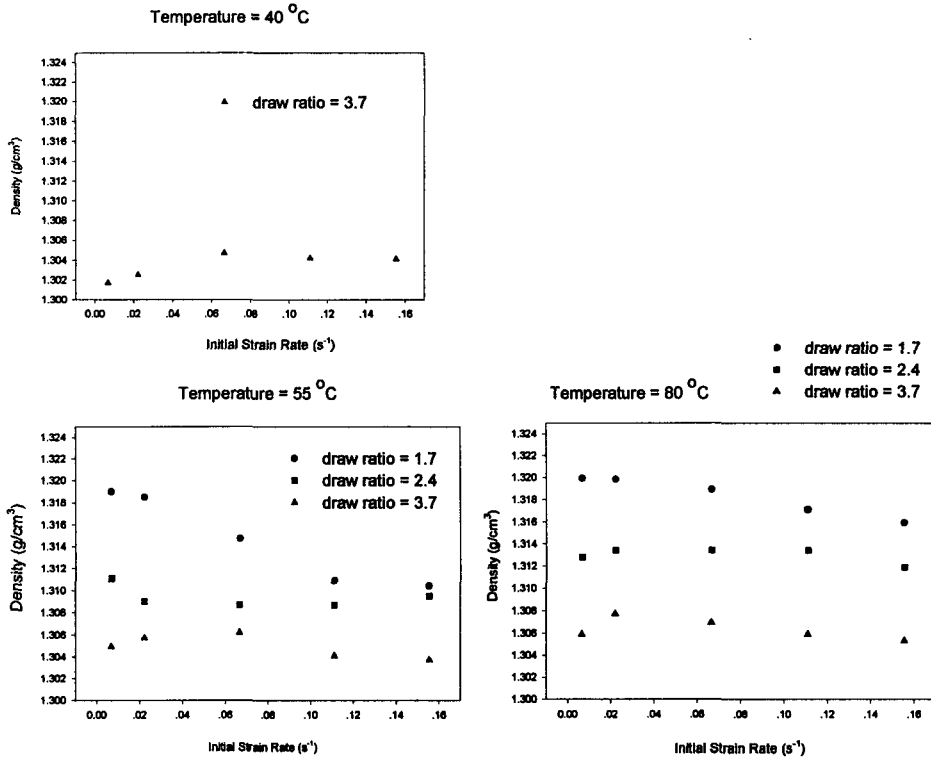 Temperature = 40 °C
1.324
1.322
1.320
1.318
1.316
1.314
1.312
1.310
1.308
1.306
1.304
1.302
1.300
Density (g/cm³)
draw ratio = 3.7
0.00 .02 .04 .06 .08 .10 .12 .14 .16
Initial Strain Rate (s⁻¹)
Temperature = 55 °C
1.324
1.322
1.320
1.318
1.316
1.314
1.312
1.310
1.308
1.306
1.304
1.302
1.300
Density (g/cm³)
draw ratio = 1.7
draw ratio = 2.4
draw ratio = 3.7
0.00 .02 .04 .06 .08 .10 .12 .14 .16
Initial Strain Rate (s⁻¹)
draw ratio = 1.7
draw ratio = 2.4
draw ratio = 3.7
Temperature = 80 °C
1.324
1.322
1.320
1.318
1.316
1.314
1.312
1.310
1.308
1.306
1.304
1.302
1.300
Density (g/cm³)
0.00 .02 .04 .06 .08 .10 .12 .14 .16
Initial Strain Rate (s⁻¹)